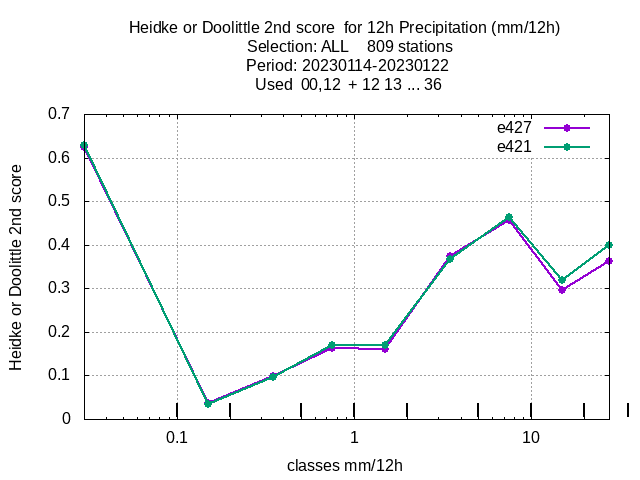 Heidke or Doolittle 2nd score  for 12h Precipitation (mm/12h)
Selection: ALL    809 stations
Period: 20230114-20230122
Used  00,12  + 12 13 ... 36
0.7
0.6
0.5
0.4
0.3
0.2
0.1
0
Heidke or Doolittle 2nd score
e427
e421
0.1
1
10
classes mm/12h